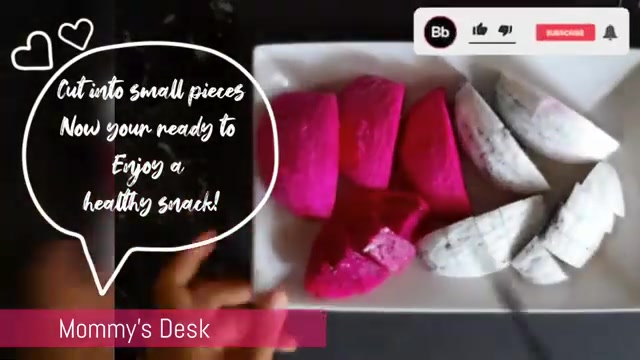 Cut into small pieces
Now your ready to
Enjoy a
healthy snack!
Bb
SUBSCRIBE
Mommy's Desk